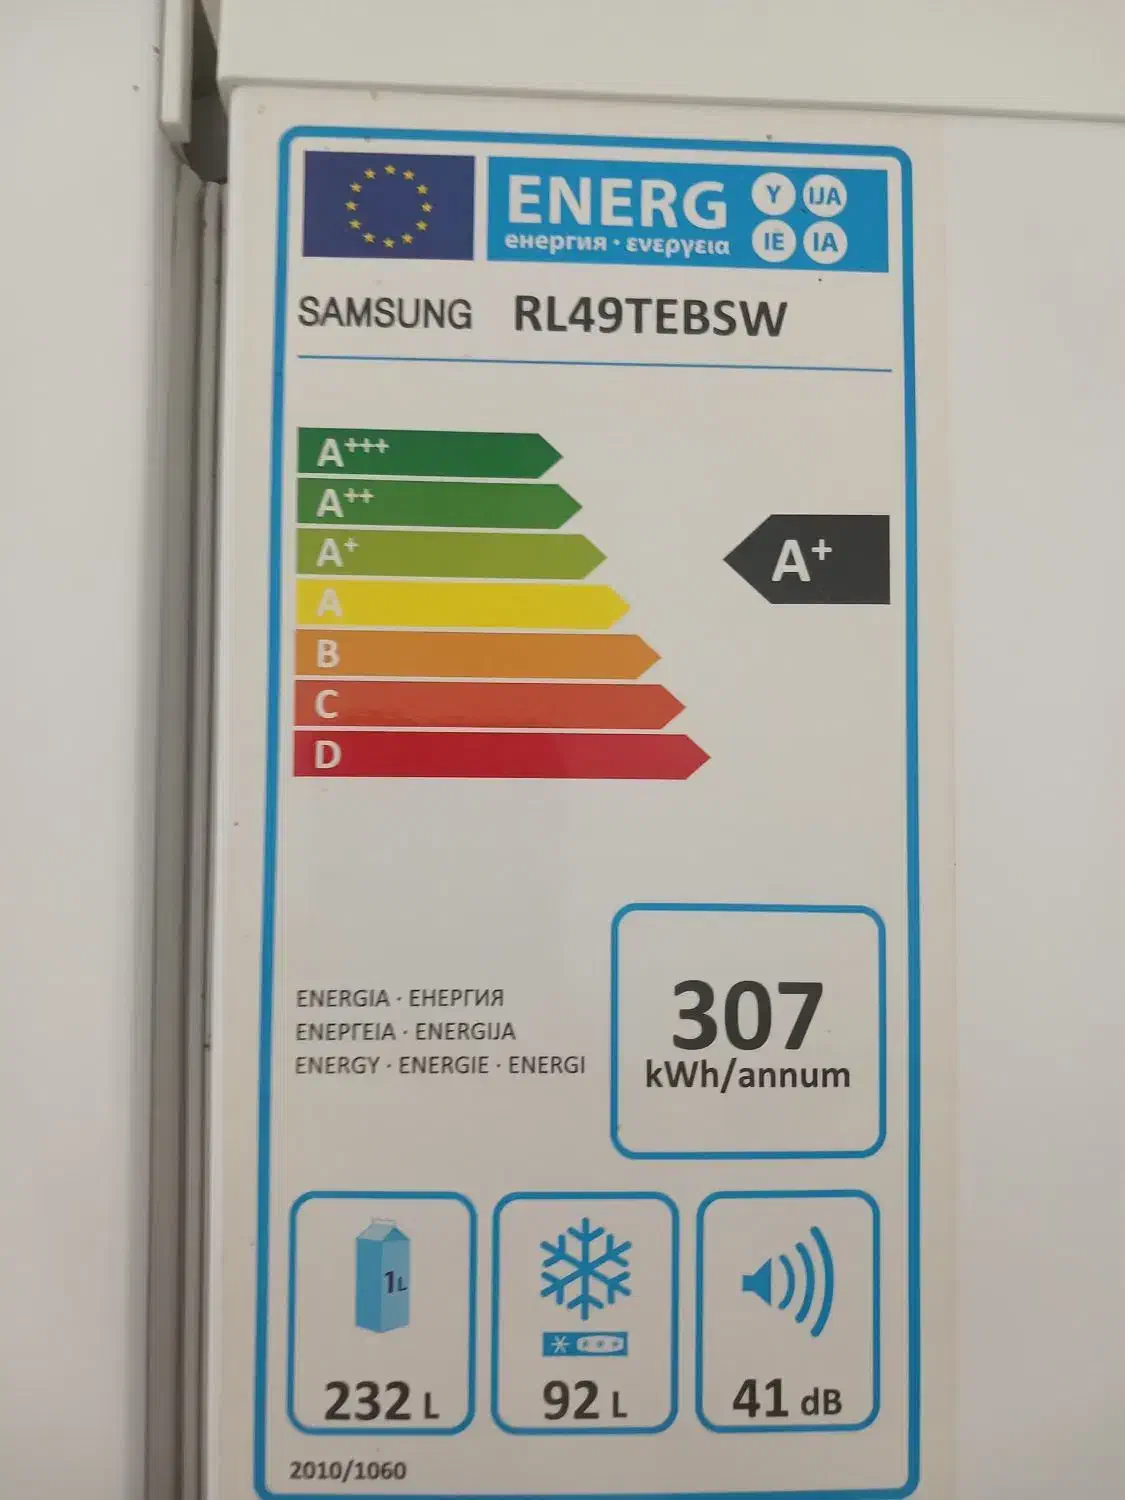 ENERG Y IJA
енергия · ενεργεια IE IA
SAMSUNG RL49TEBSW
A+++
A++
A+ A+
A
B
C
D
307
kWh/annum
ENERGIA · ЕНЕРГИЯ
ΕΝΕΡΓΕΙΑ · ENERGIJA
ENERGY · ENERGIE · ENERGI
1L
232 L 92 L 41 dB
2010/1060